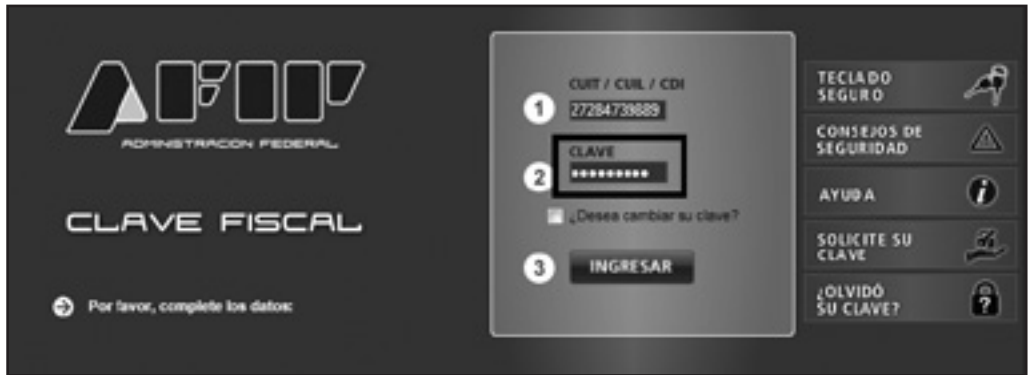 AFIP
ADMINISTRACION FEDERAL
CLAVE FISCAL
Por favor, complete los datos:
CUIT / CUIL / CDI
1
27284739889
CLAVE
2
•••••••••
¿Desea cambiar su clave?
3
INGRESAR
TECLADO
SEGURO
CONSEJOS DE
SEGURIDAD
AYUDA
i
SOLICITE SU
CLAVE
¿OLVIDÓ
SU CLAVE?
?